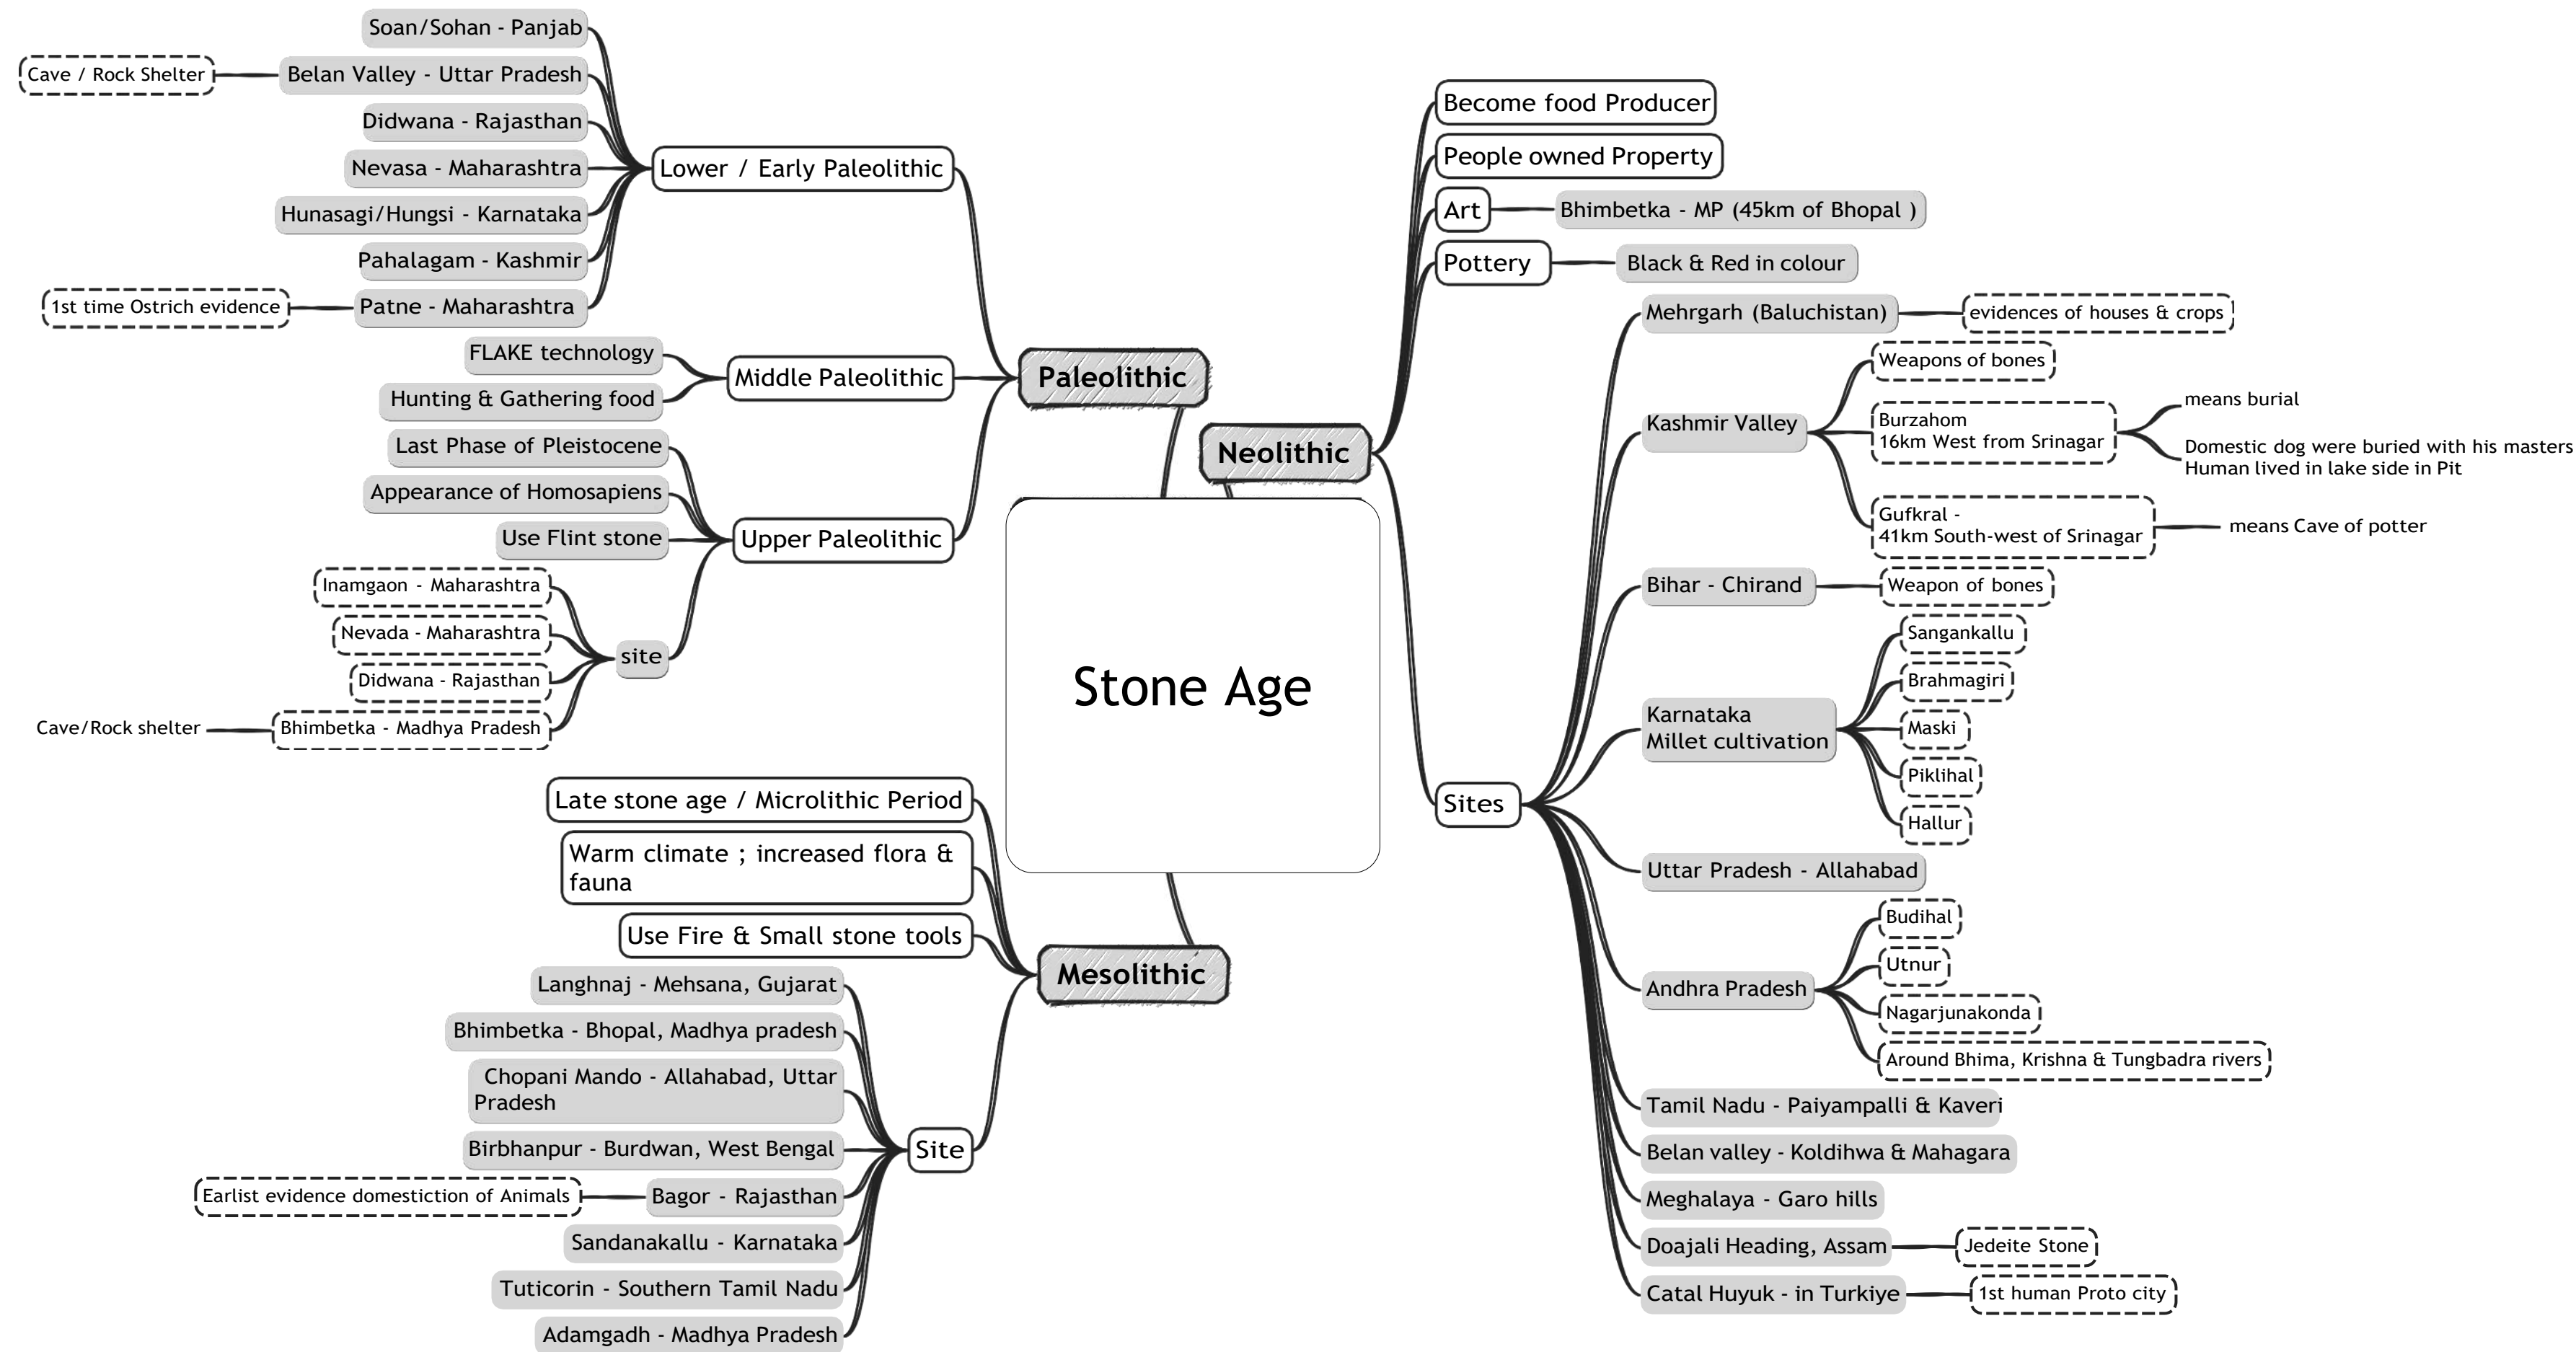 Stone Age
Paleolithic
Lower / Early Paleolithic
Soan/Sohan - Panjab
Belan Valley - Uttar Pradesh
Cave / Rock Shelter
Didwana - Rajasthan
Nevasa - Maharashtra
Hunasagi/Hungsi - Karnataka
Pahalagam - Kashmir
Patne - Maharashtra
1st time Ostrich evidence
Middle Paleolithic
FLAKE technology
Hunting & Gathering food
Upper Paleolithic
Last Phase of Pleistocene
Appearance of Homosapiens
Use Flint stone
site
Inamgaon - Maharashtra
Nevada - Maharashtra
Didwana - Rajasthan
Bhimbetka - Madhya Pradesh
Cave/Rock shelter
Mesolithic
Late stone age / Microlithic Period
Warm climate ; increased flora &
fauna
Use Fire & Small stone tools
Site
Langhnaj - Mehsana, Gujarat
Bhimbetka - Bhopal, Madhya pradesh
Chopani Mando - Allahabad, Uttar
Pradesh
Birbhanpur - Burdwan, West Bengal
Bagor - Rajasthan
Earlist evidence domestiction of Animals
Sandanakallu - Karnataka
Tuticorin - Southern Tamil Nadu
Adamgadh - Madhya Pradesh
Neolithic
Become food Producer
People owned Property
Art
Bhimbetka - MP (45km of Bhopal )
Pottery
Black & Red in colour
Sites
Mehrgarh (Baluchistan)
evidences of houses & crops
Kashmir Valley
Weapons of bones
Burzahom
16km West from Srinagar
means burial
Domestic dog were buried with his masters
Human lived in lake side in Pit
Gufkral -
41km South-west of Srinagar
means Cave of potter
Bihar - Chirand
Weapon of bones
Karnataka
Millet cultivation
Sangankallu
Brahmagiri
Maski
Piklihal
Hallur
Uttar Pradesh - Allahabad
Andhra Pradesh
Budihal
Utnur
Nagarjunakonda
Around Bhima, Krishna & Tungbadra rivers
Tamil Nadu - Paiyampalli & Kaveri
Belan valley - Koldihwa & Mahagara
Meghalaya - Garo hills
Doajali Heading, Assam
Jedeite Stone
Catal Huyuk - in Turkiye
1st human Proto city